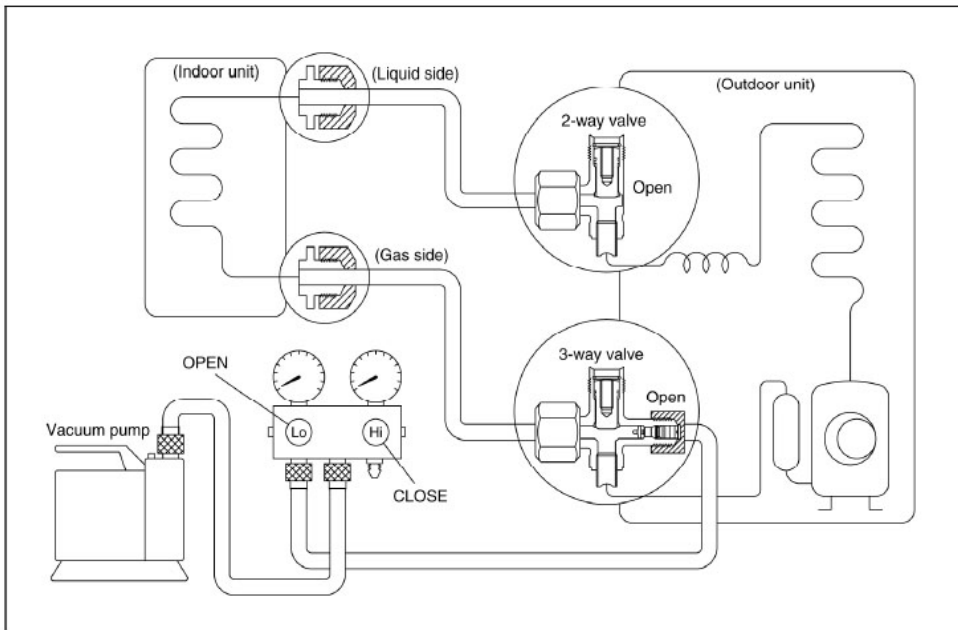 (Indoor unit)
(Liquid side)
(Outdoor unit)
2-way valve
Open
(Gas side)
3-way valve
Open
OPEN
Lo
Hi
Vacuum pump
CLOSE